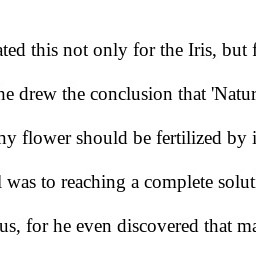 ated this not only for the Iris, but f
he drew the conclusion that 'Natur
ny flower should be fertilized by i
l was to reaching a complete solut
us, for he even discovered that ma